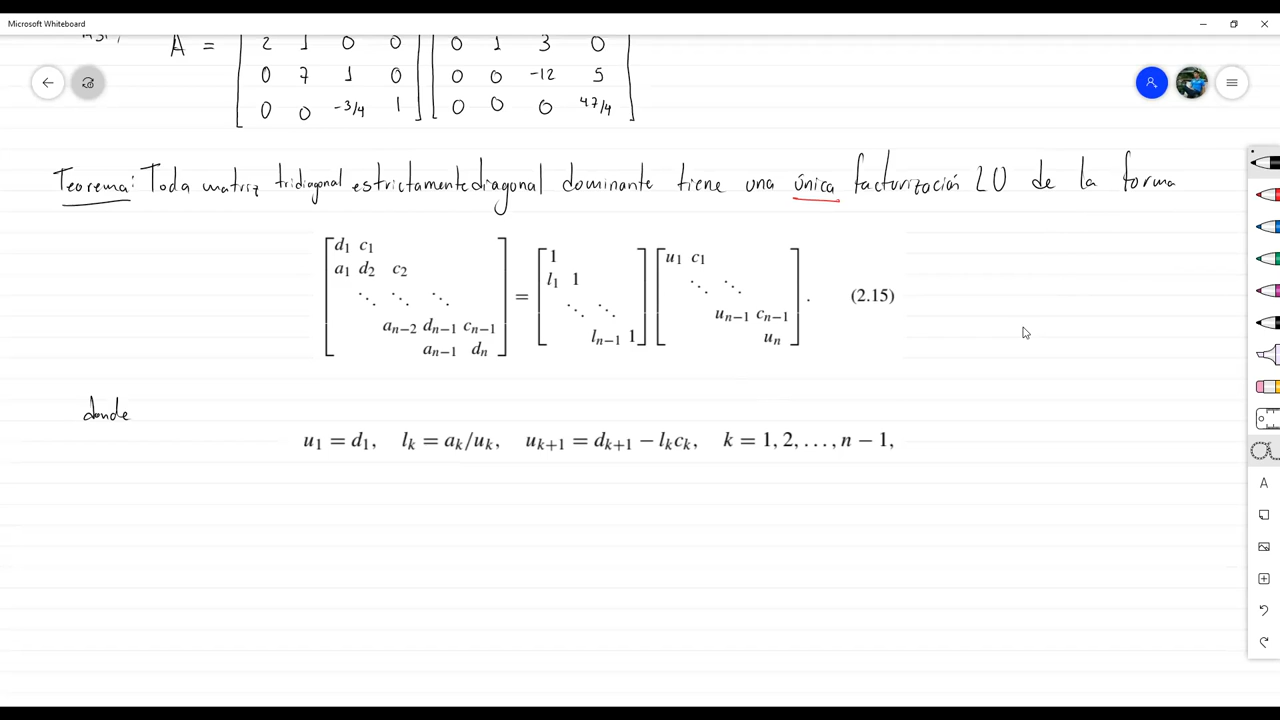 Microsoft Whiteboard
Así,
A = [ 2 1 0 0 ] [ 0 1 3 0 ]
0 7 1 0 0 0 -12 5
0 0 -3/4 1 0 0 0 47/4
Teorema: Toda matriz tridiagonal estrictamente diagonal dominante tiene una única factorización LU de la forma
d₁ c₁
a₁ d₂ c₂
⋱ ⋱ ⋱
aₙ₋₂ dₙ₋₁ cₙ₋₁
aₙ₋₁ dₙ
=
1
l₁ 1
⋱ ⋱
lₙ₋₁ 1
u₁ c₁
⋱ ⋱
uₙ₋₁ cₙ₋₁
uₙ
. (2.15)
donde
u₁ = d₁, lₖ = aₖ/uₖ, uₖ₊₁ = dₖ₊₁ − lₖcₖ, k = 1, 2, . . . , n − 1,
A